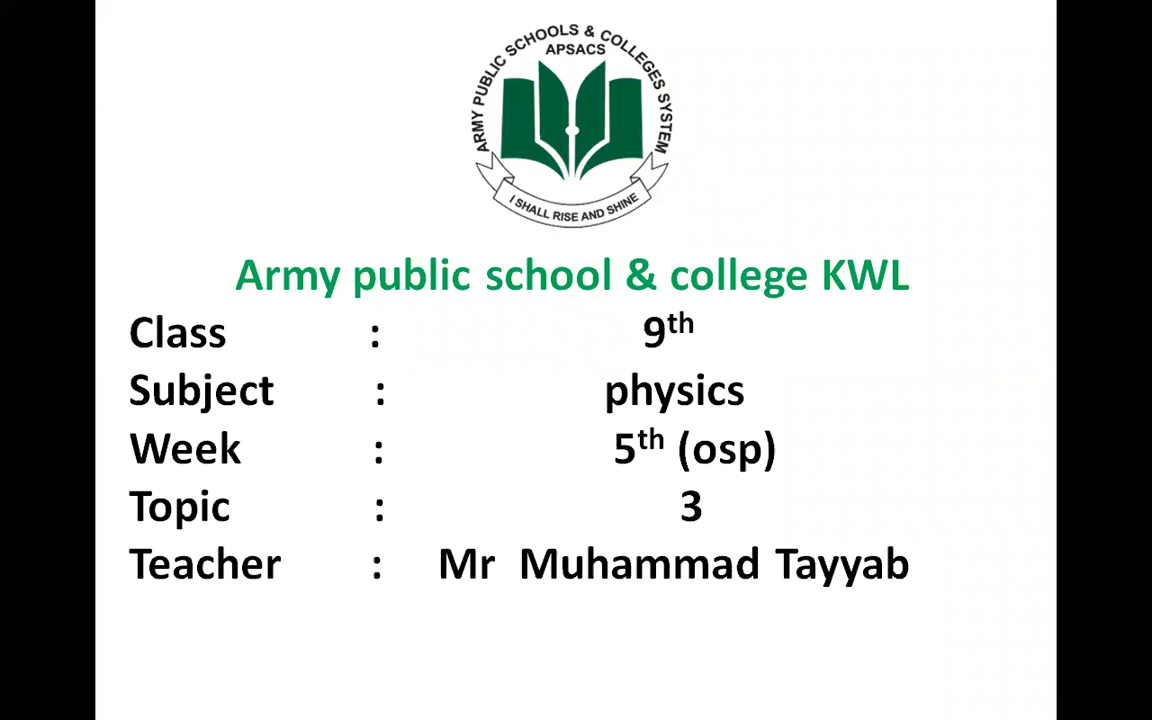 ARMY PUBLIC SCHOOLS & COLLEGES SYSTEM
APSACS
I SHALL RISE AND SHINE
Army public school & college KWL
Class : 9th
Subject : physics
Week : 5th (osp)
Topic : 3
Teacher : Mr Muhammad Tayyab